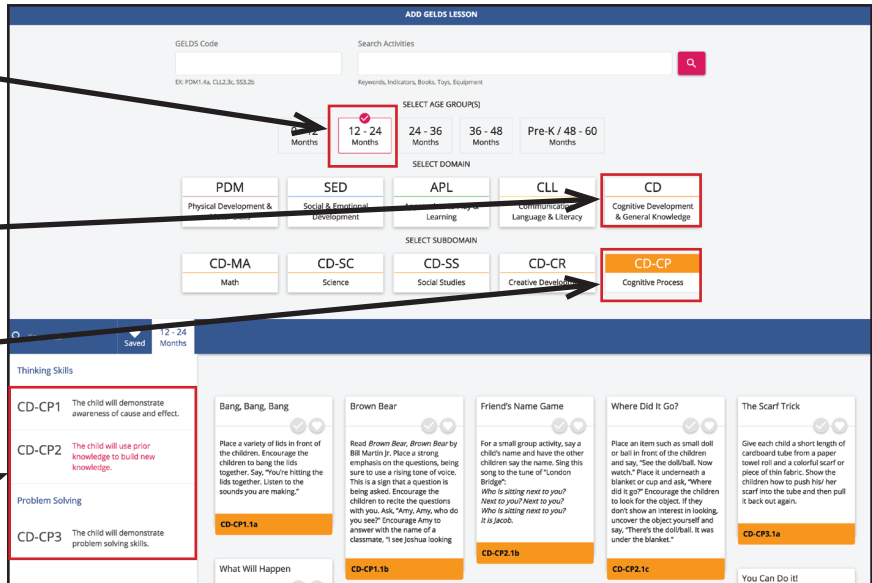 ADD GELDS LESSON
GELDS Code
Search Activities
EX: PDM1.4a, CLL2.3c, SS3.2b
Keywords, Indicators, Books, Toys, Equipment
SELECT AGE GROUP(S)
Months
12 - 24
Months
24 - 36
Months
36 - 48
Months
Pre-K / 48 - 60
Months
SELECT DOMAIN
PDM
Physical Development &
SED
Social & Emotional
Development
APL
Learning
CLL
Language & Literacy
CD
Cognitive Development
& General Knowledge
SELECT SUBDOMAIN
CD-MA
Math
CD-SC
Science
CD-SS
Social Studies
CD-CR
Creative Development
CD-CP
Cognitive Process
Saved
12 - 24
Months
Thinking Skills
CD-CP1
The child will demonstrate
awareness of cause and effect.
CD-CP2
The child will use prior
knowledge to build new
knowledge.
Problem Solving
CD-CP3
The child will demonstrate
problem solving skills.
Bang, Bang, Bang
Place a variety of lids in front of
the children. Encourage the
children to bang the lids
together. Say, "You're hitting the
lids together. Listen to the
sounds you are making."
CD-CP1.1a
What Will Happen
Brown Bear
Read Brown Bear, Brown Bear by
Bill Martin Jr. Place a strong
emphasis on the questions, being
sure to use a rising tone of voice.
This is a sign that a question is
being asked. Encourage the
children to recite the questions
with you. Ask, "Amy, Amy, who do
you see?" Encourage Amy to
answer with the name of a
classmate, "I see Joshua looking
CD-CP1.1b
Friend's Name Game
For a small group activity, say a
child's name and have the other
children say the name. Sing this
song to the tune of "London
Bridge":
Who is sitting next to you?
Next to you? Next to you?
Who is sitting next to you?
It is Jacob.
CD-CP2.1b
Where Did It Go?
Place an item such as small doll
or ball in front of the children
and say, "See the doll/ball. Now
watch." Place it underneath a
blanket or cup and ask, "Where
did it go?" Encourage the children
to look for the object. If they
don't show an interest in looking,
uncover the object yourself and
say, "There's the doll/ball. It was
under the blanket."
CD-CP2.1c
The Scarf Trick
Give each child a short length of
cardboard tube from a paper
towel roll and a colorful scarf or
piece of thin fabric. Show the
children how to push his/ her
scarf into the tube and then pull
it back out again.
CD-CP3.1a
You Can Do it!